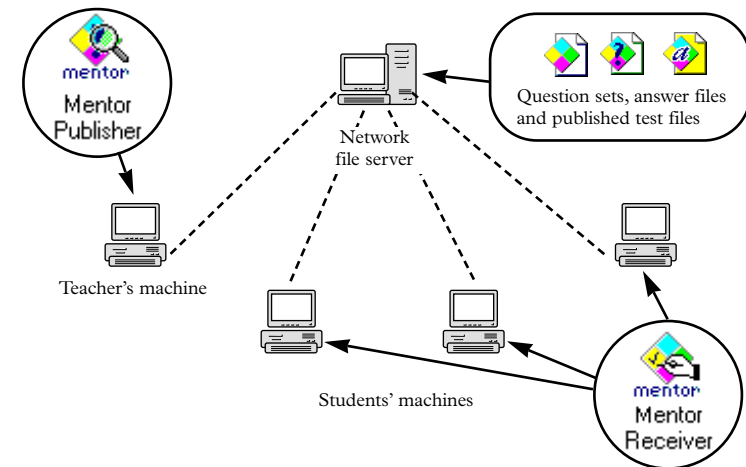 mentor
Mentor
Publisher
Question sets, answer files
and published test files
Network
file server
Teacher's machine
Students' machines
mentor
Mentor
Receiver